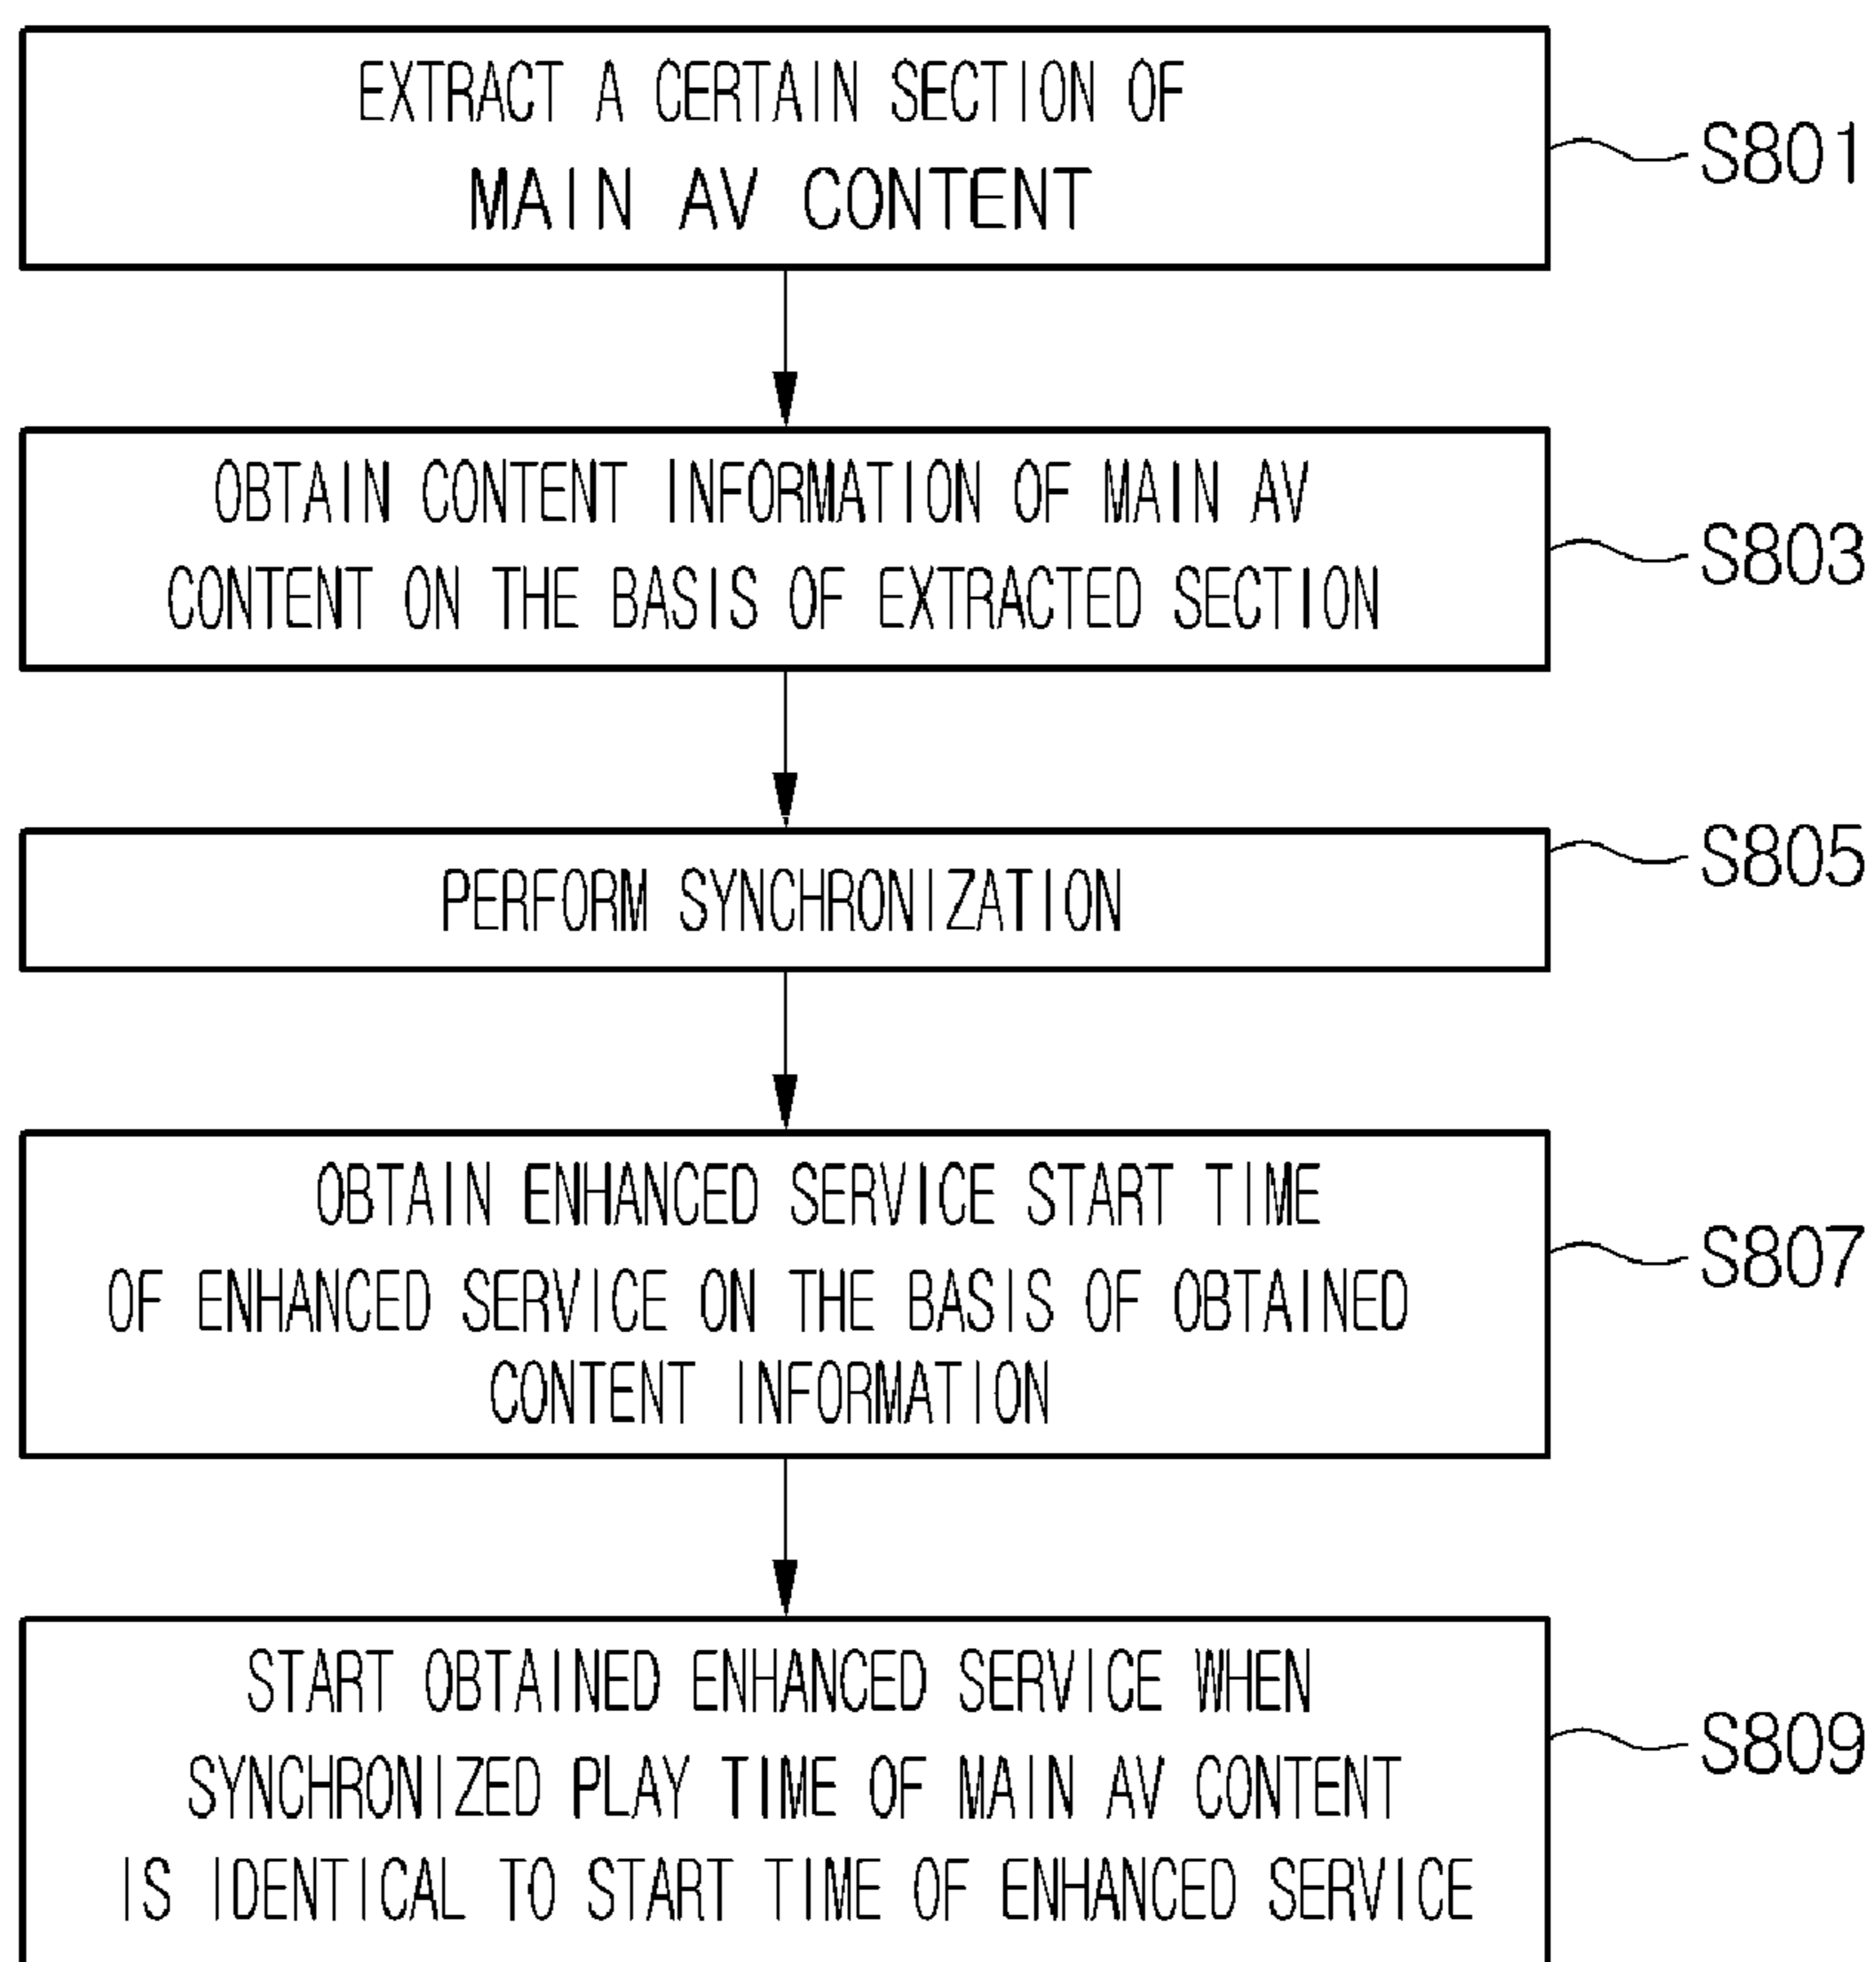 EXTRACT A CERTAIN SECTION OF
MAIN AV CONTENT
S801
OBTAIN CONTENT INFORMATION OF MAIN AV
CONTENT ON THE BASIS OF EXTRACTED SECTION
S803
PERFORM SYNCHRONIZATION
S805
OBTAIN ENHANCED SERVICE START TIME
OF ENHANCED SERVICE ON THE BASIS OF OBTAINED
CONTENT INFORMATION
S807
START OBTAINED ENHANCED SERVICE WHEN
SYNCHRONIZED PLAY TIME OF MAIN AV CONTENT
IS IDENTICAL TO START TIME OF ENHANCED SERVICE
S809